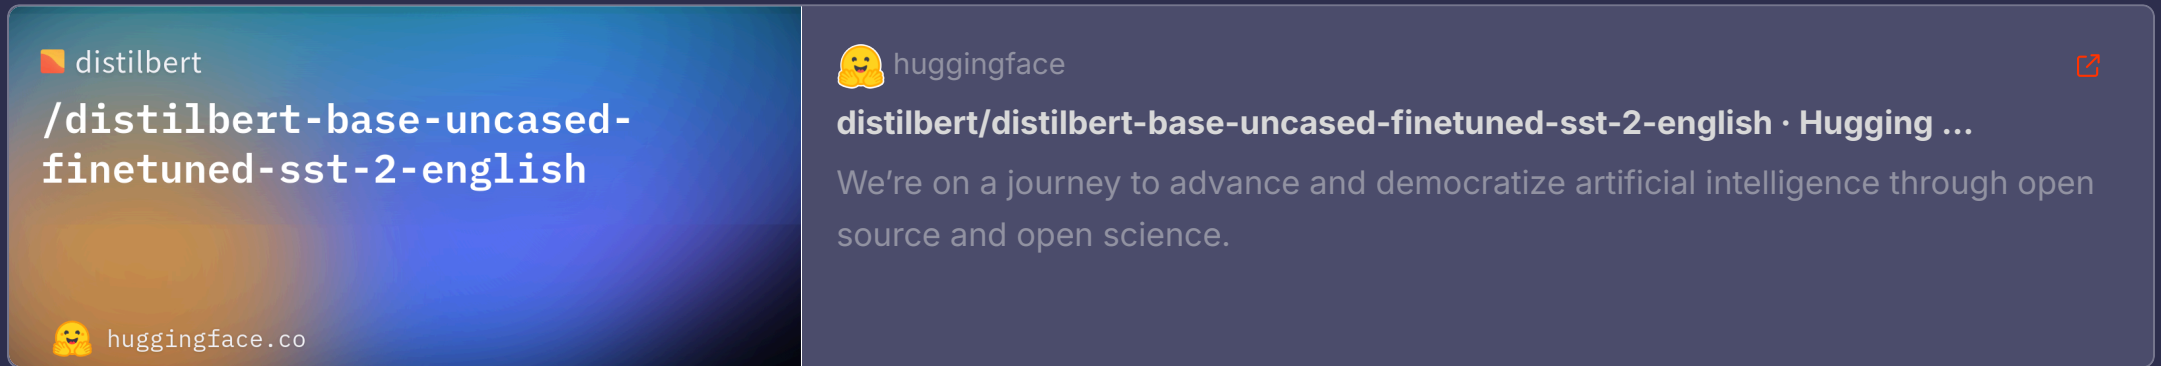 distilbert
/distilbert-base-uncased-
finetuned-sst-2-english
huggingface.co
huggingface
distilbert/distilbert-base-uncased-finetuned-sst-2-english · Hugging ...
We’re on a journey to advance and democratize artificial intelligence through open
source and open science.